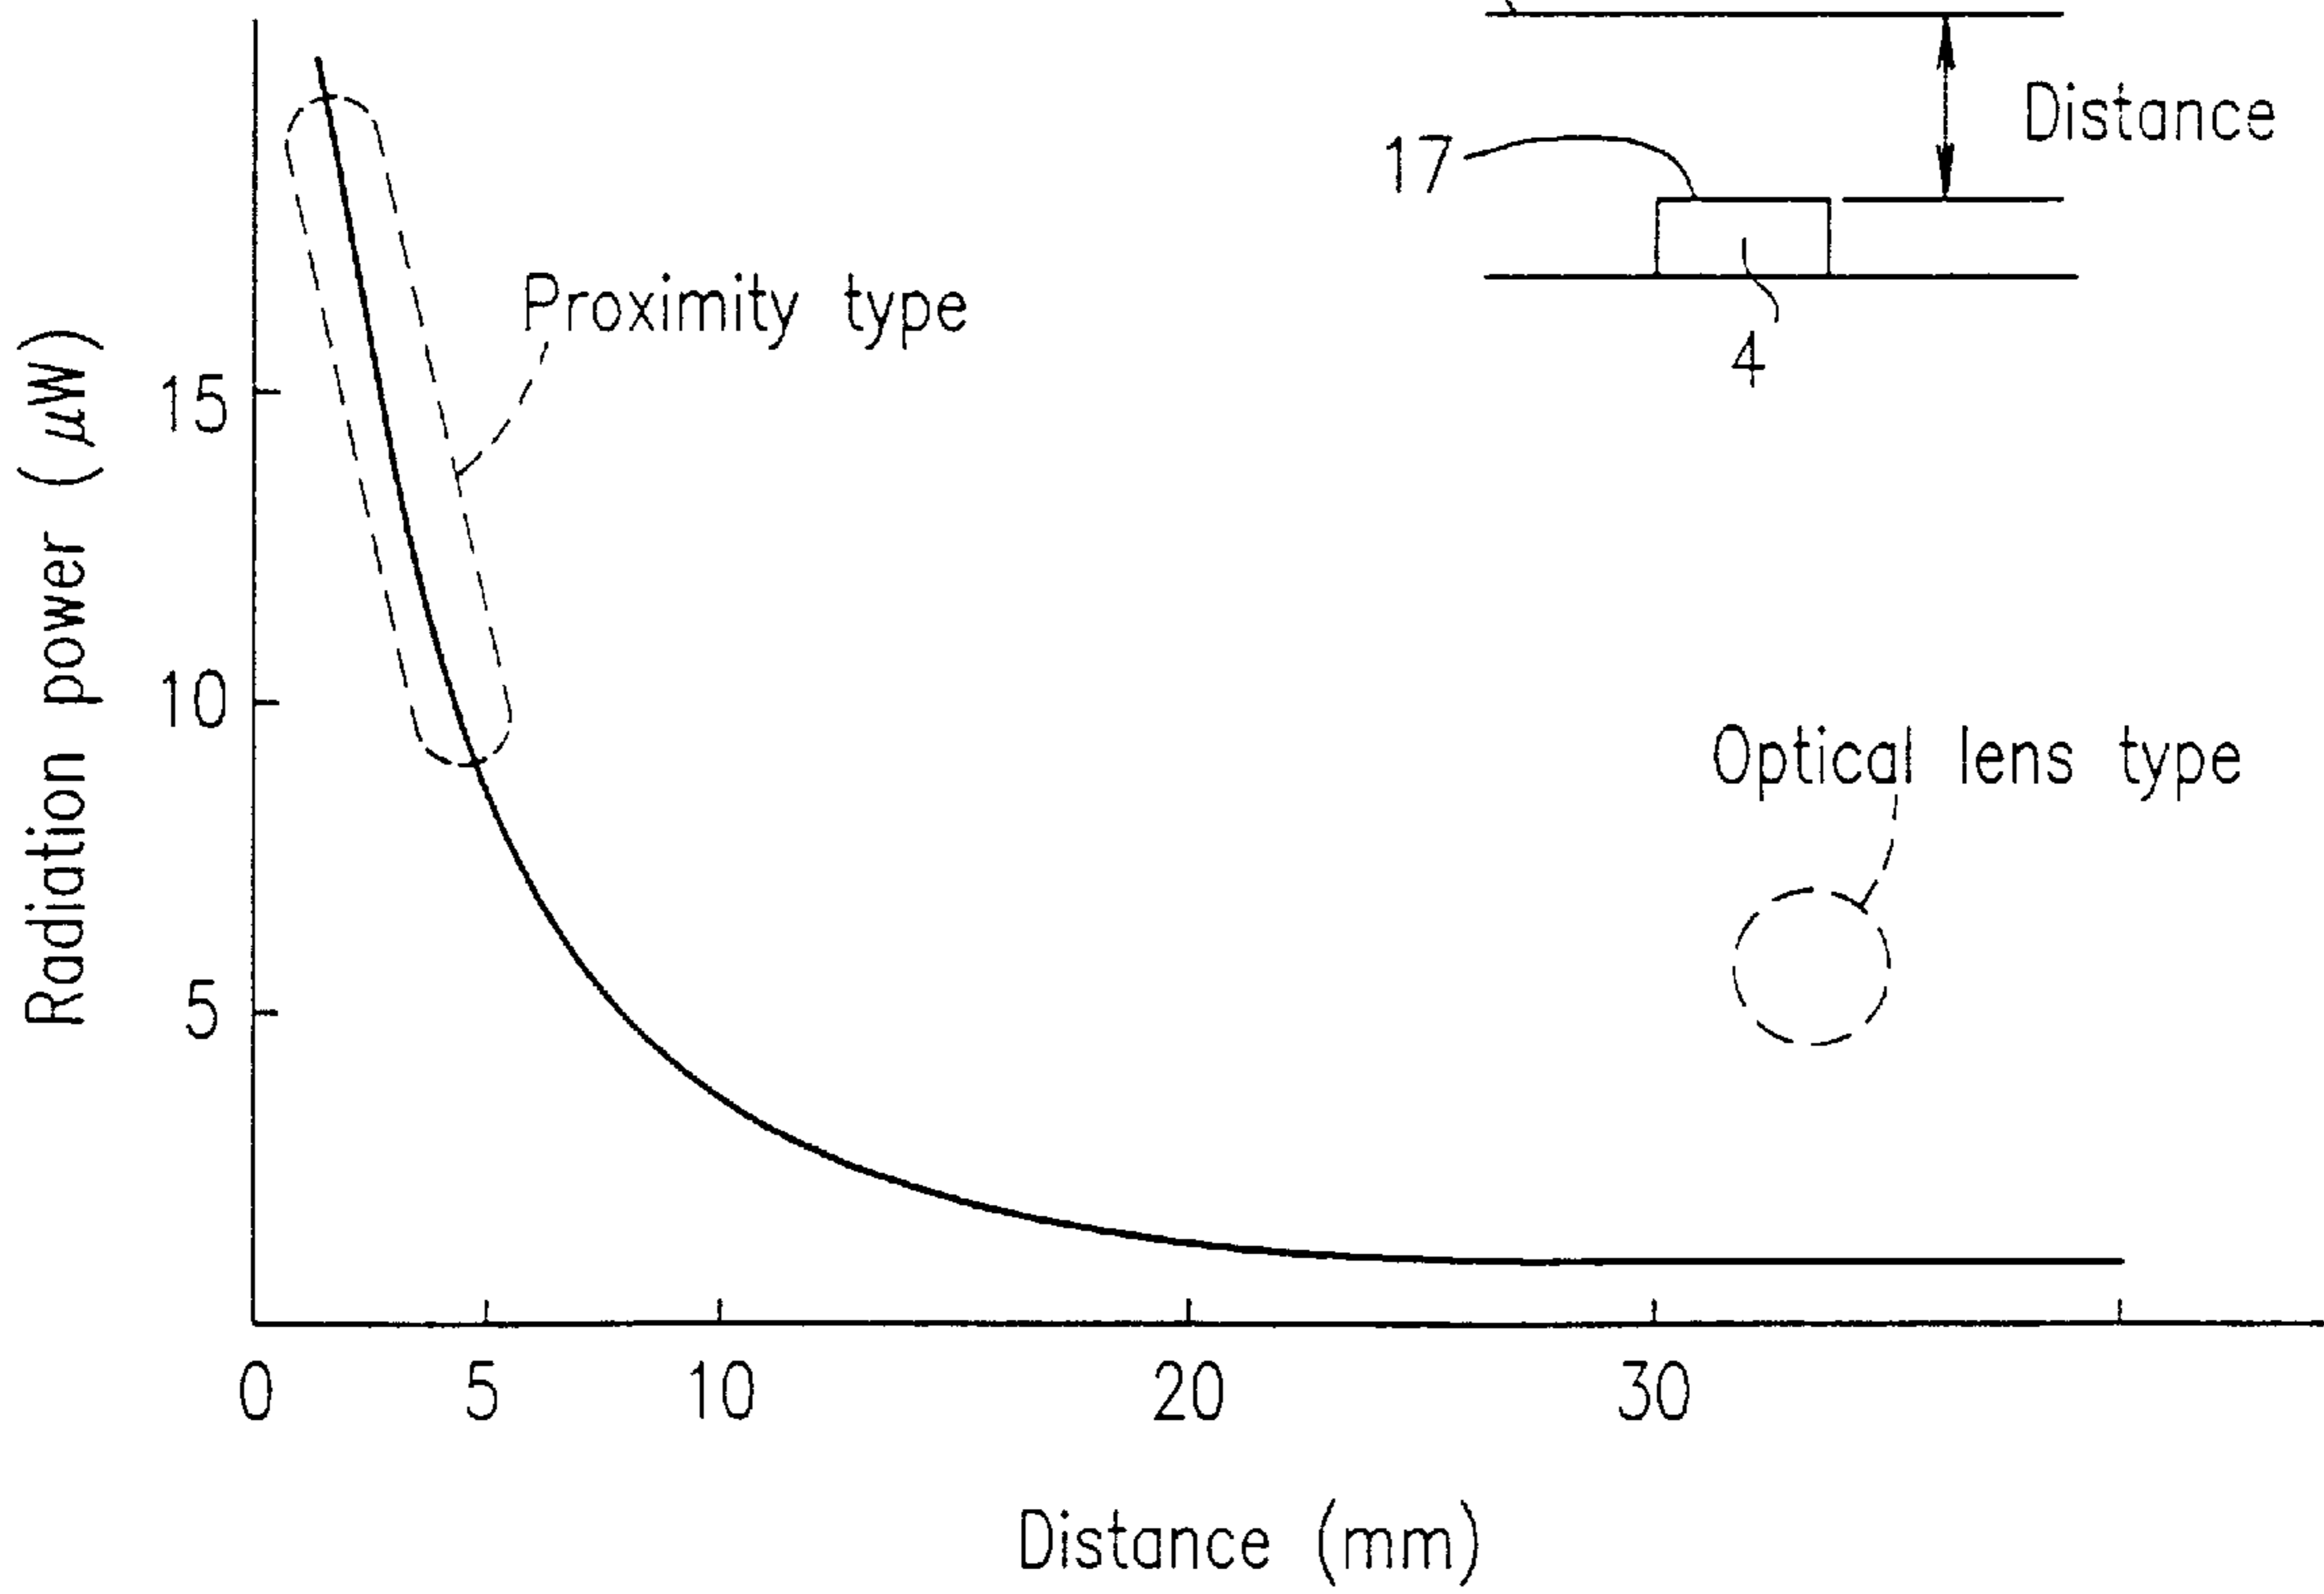 Distance
17
4
Proximity type
Radiation power (μW)
15
10
5
Optical lens type
0 5 10 20 30
Distance (mm)